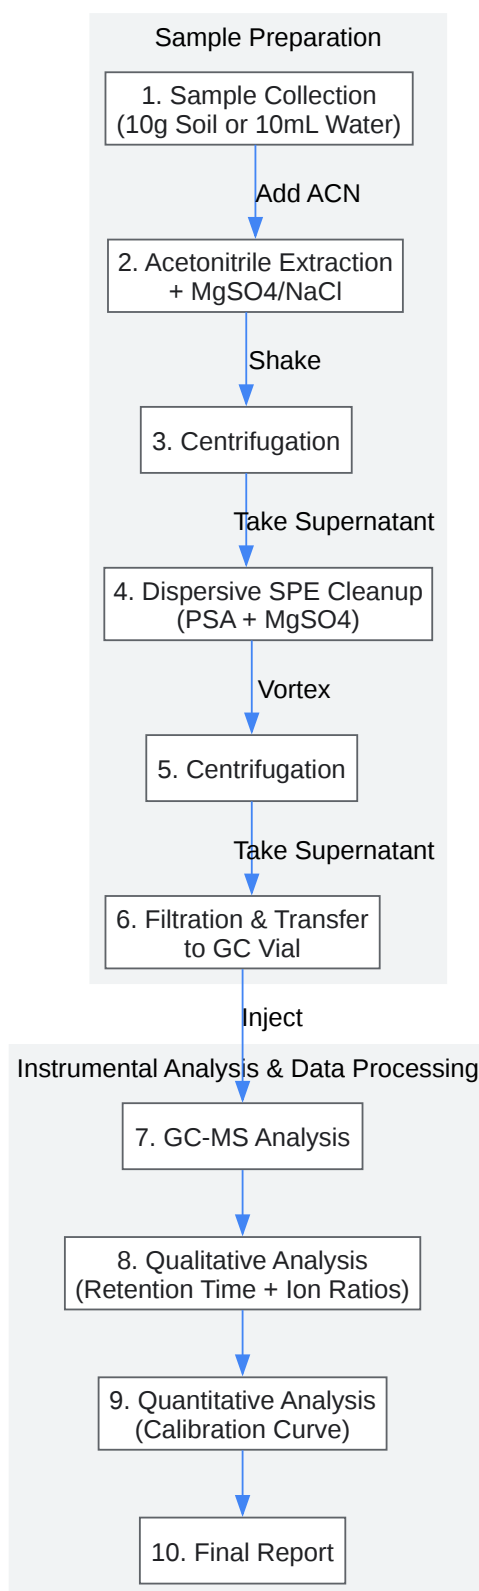 Sample Preparation
1. Sample Collection
(10g Soil or 10mL Water)
Add ACN
2. Acetonitrile Extraction
+ MgSO4/NaCl
Shake
3. Centrifugation
Take Supernatant
4. Dispersive SPE Cleanup
(PSA + MgSO4)
Vortex
5. Centrifugation
Take Supernatant
6. Filtration & Transfer
to GC Vial
Inject
Instrumental Analysis & Data Processing
7. GC-MS Analysis
8. Qualitative Analysis
(Retention Time + Ion Ratios)
9. Quantitative Analysis
(Calibration Curve)
10. Final Report